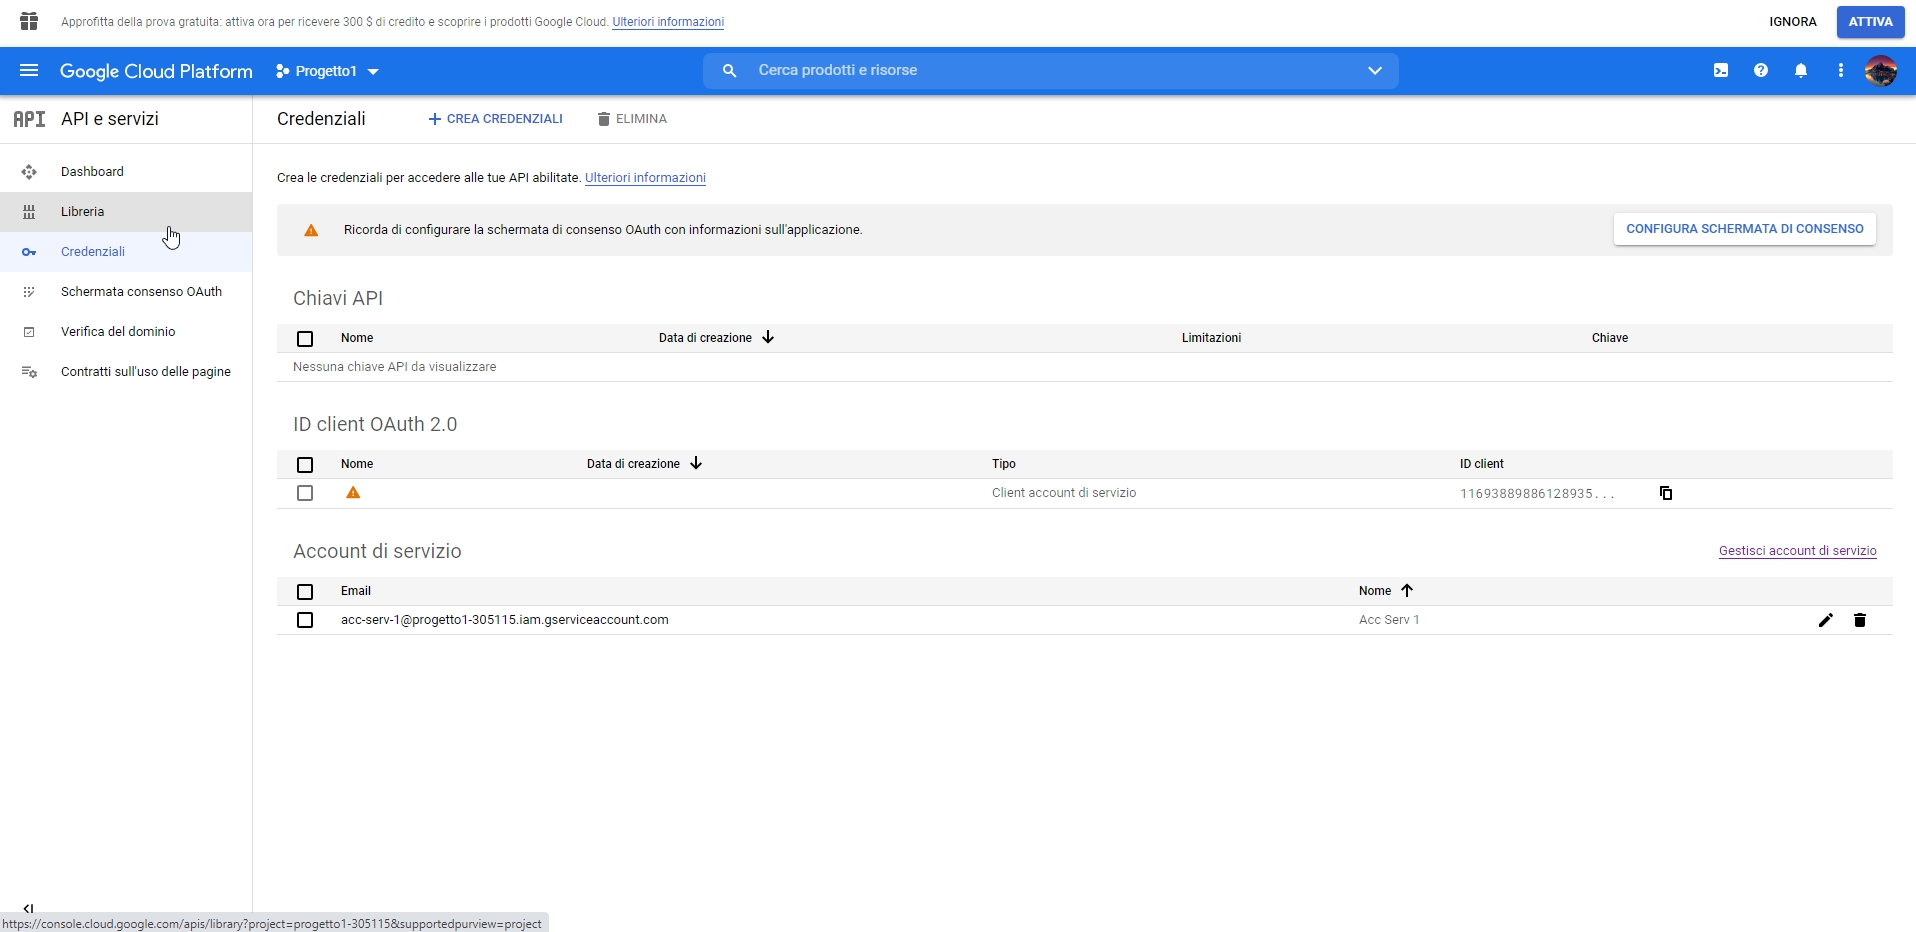 Approfitta della prova gratuita: attiva ora per ricevere 300 $ di credito e scoprire i prodotti Google Cloud. Ulteriori informazioni
IGNORA
ATTIVA
Google Cloud Platform
Progetto1
Cerca prodotti e risorse
API API e servizi
Credenziali
CREA CREDENZIALI
ELIMINA
Dashboard
Libreria
Credenziali
Schermata consenso OAuth
Verifica del dominio
Contratti sull'uso delle pagine
Crea le credenziali per accedere alle tue API abilitate. Ulteriori informazioni
Ricorda di configurare la schermata di consenso OAuth con informazioni sull'applicazione.
CONFIGURA SCHERMATA DI CONSENSO
Chiavi API
Nome Data di creazione Limitazioni Chiave
Nessuna chiave API da visualizzare
ID client OAuth 2.0
Nome Data di creazione Tipo ID client
Client account di servizio 11693889886128935...
Account di servizio
Gestisci account di servizio
Email Nome
acc-serv-1@progetto1-305115.iam.gserviceaccount.com Acc Serv 1
https://console.cloud.google.com/apis/library?project=progetto1-305115&supportedpurview=project